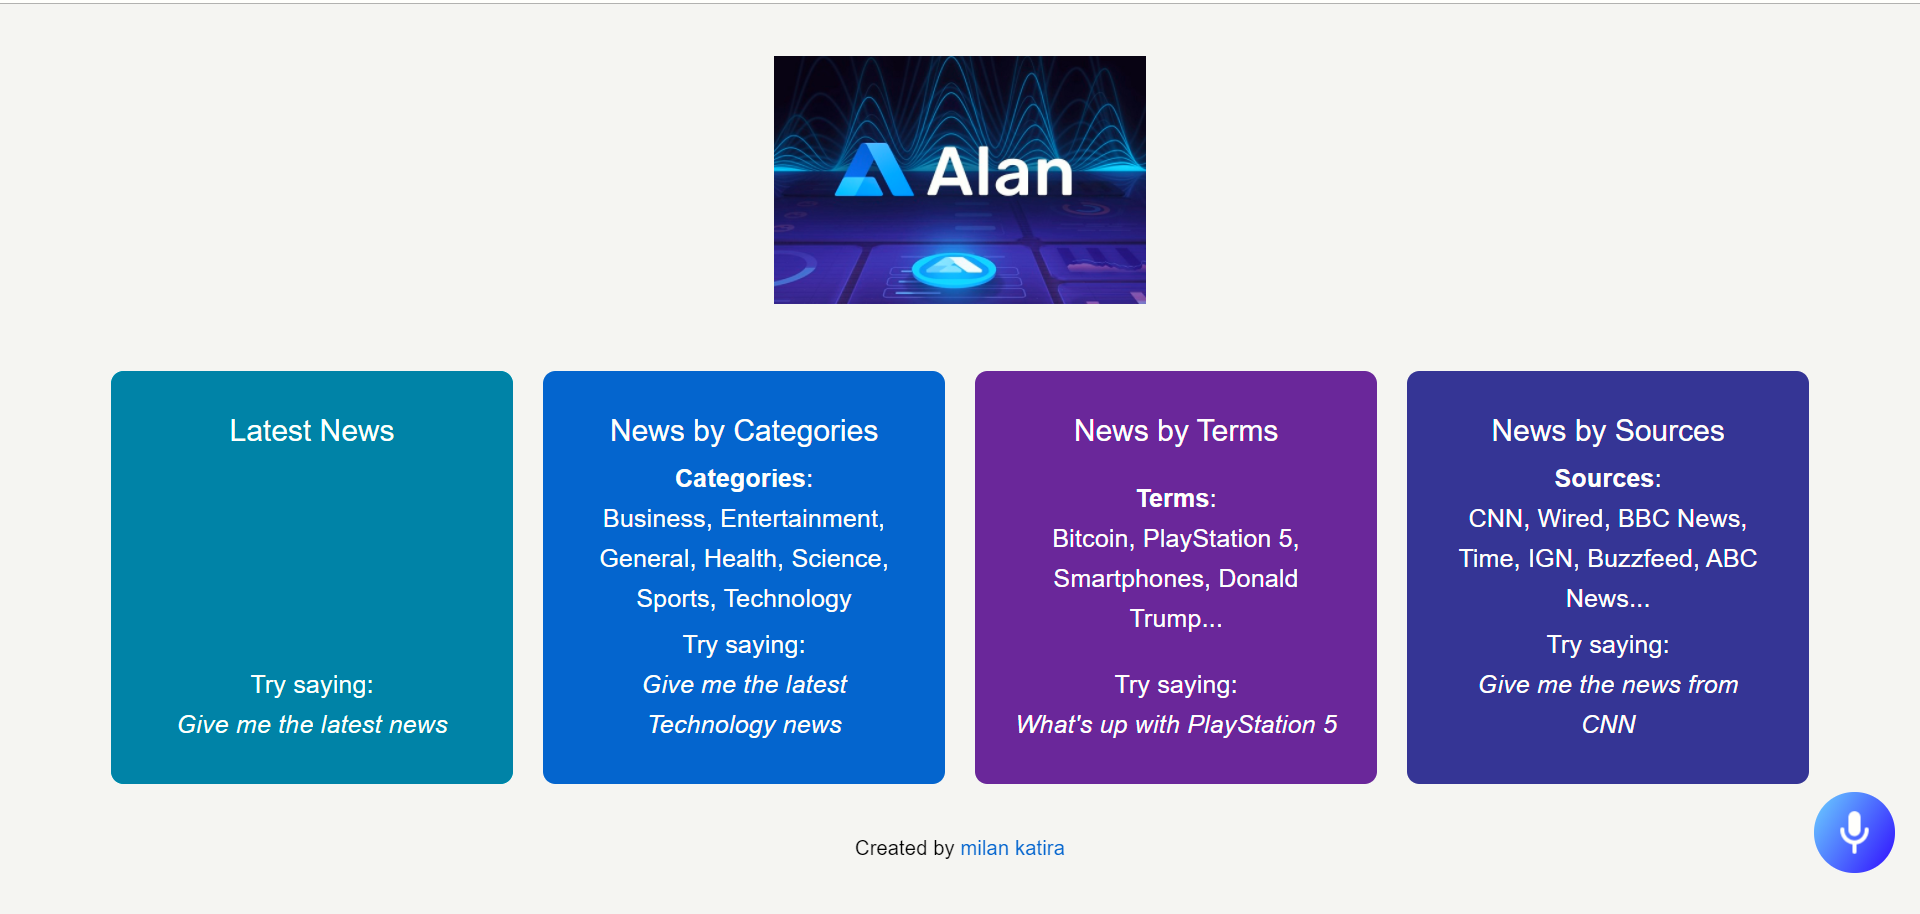 Alan
Latest News
Try saying:
Give me the latest news
News by Categories
Categories:
Business, Entertainment,
General, Health, Science,
Sports, Technology
Try saying:
Give me the latest
Technology news
News by Terms
Terms:
Bitcoin, PlayStation 5,
Smartphones, Donald
Trump...
Try saying:
What's up with PlayStation 5
News by Sources
Sources:
CNN, Wired, BBC News,
Time, IGN, Buzzfeed, ABC
News...
Try saying:
Give me the news from
CNN
Created by milan katira